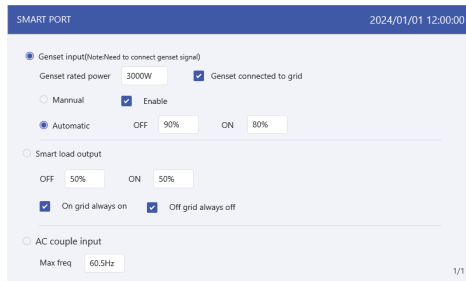 SMART PORT 2024/01/01 12:00:00
Genset input(Note:Need to connect genset signal)
Genset rated power 3000W Genset connected to grid
Mannual Enable
Automatic OFF 90% ON 80%
Smart load output
OFF 50% ON 50%
On grid always on Off grid always off
AC couple input
Max freq 60.5Hz
1/1